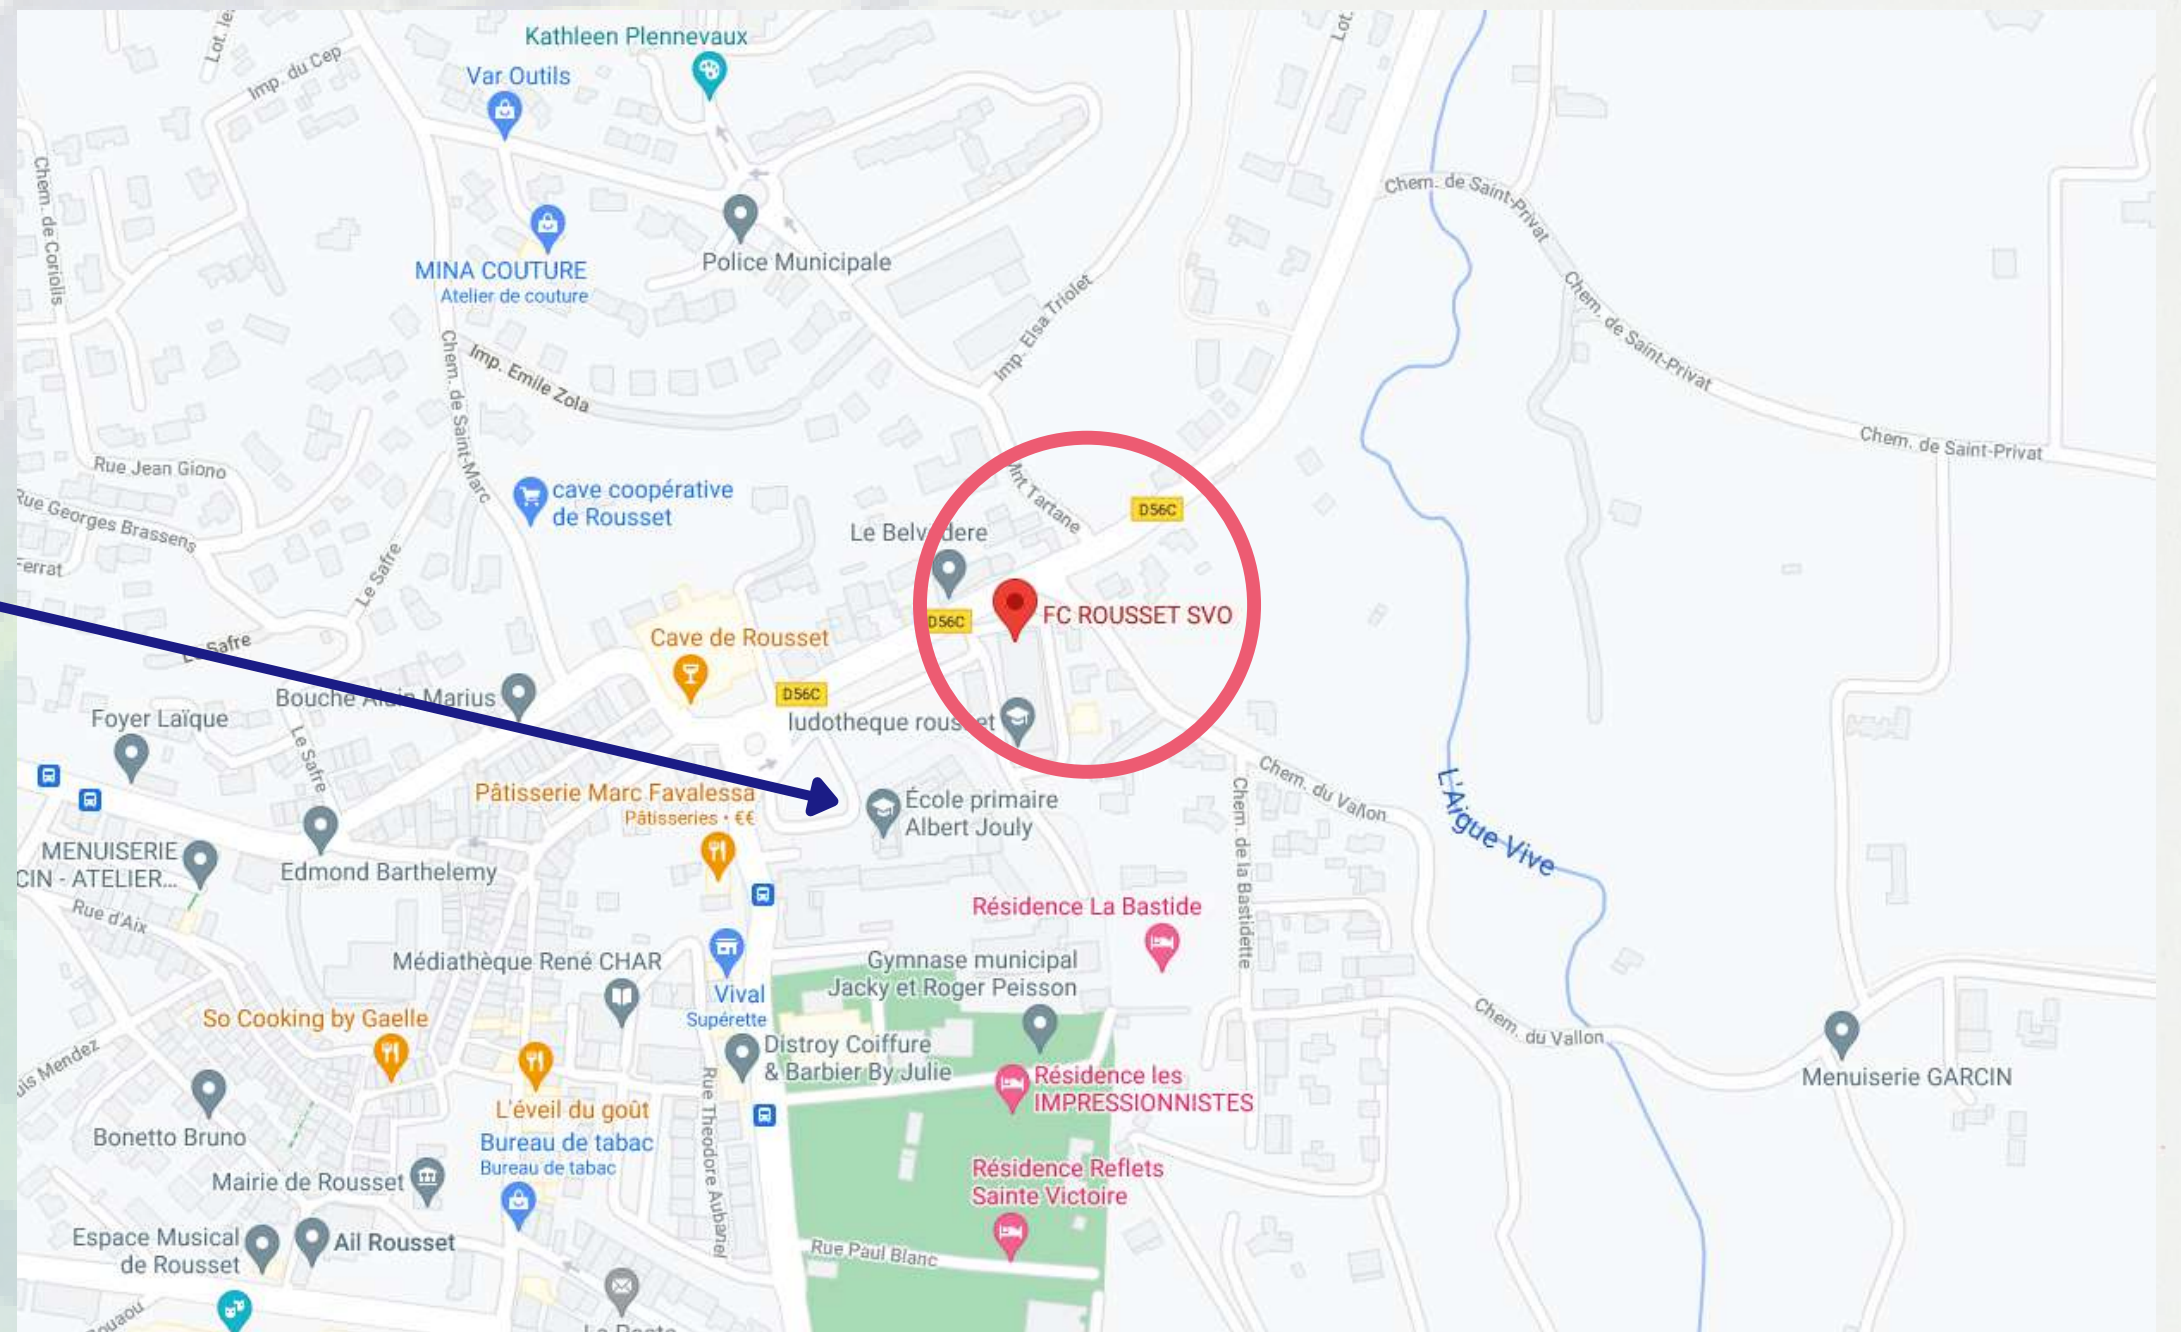 Kathleen Plennevaux
Var Outils
Lot.
Imp. du Cep
Chem. de Coriolis
Chem. de Saint-Privat
MINA COUTURE
Atelier de couture
Police Municipale
Imp. Elsa Triolet
Chem. de Saint-Privat
Chem. de Saint-Marc
Imp. Emile Zola
Chem. de Saint-Privat
Rue Jean Giono
Rue Georges Brassens
cave coopérative
de Rousset
Tartane
D56C
Le Belvedere
Le Safre
Le Safre
D56C
FC ROUSSET SVO
Cave de Rousset
D56C
Bouche Alain Marius
Foyer Laïque
ludotheque rousset
Le Safre
Pâtisserie Marc Favalessa
Pâtisseries • €€
École primaire
Albert Jouly
Chem. du Vallon
L'Aigue Vive
Chem. de la Bastidette
MENUISERIE
CIN - ATELIER...
Edmond Barthelemy
Rue d'Aix
Résidence La Bastide
Médiathèque René CHAR
Gymnase municipal
Jacky et Roger Peisson
Vival
Supérette
So Cooking by Gaelle
Distroy Coiffure
& Barbier By Julie
Chem. du Vallon
Mendez
Résidence les
IMPRESSIONNISTES
Menuiserie GARCIN
L'éveil du goût
Rue Theodore Aubanel
Bonetto Bruno
Bureau de tabac
Bureau de tabac
Mairie de Rousset
Résidence Reflets
Sainte Victoire
Espace Musical
de Rousset
Ail Rousset
Rue Paul Blanc